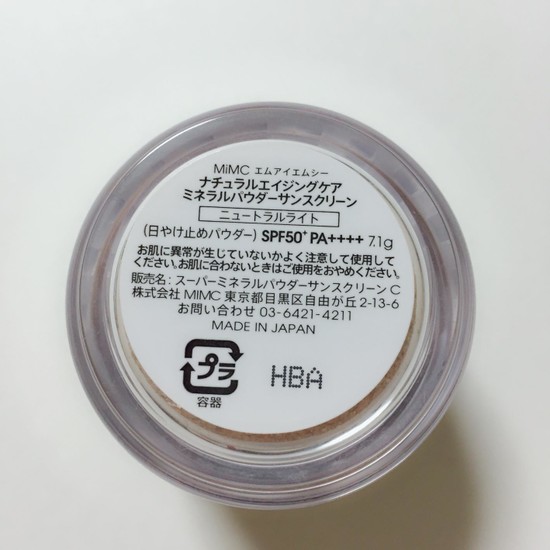 MiMC エムアイエムシー
ナチュラルエイジングケア
ミネラルパウダーサンスクリーン
ニュートラルライト
(日やけ止めパウダー) SPF50⁺ PA++++ 7.1g
お肌に異常が生じていないかよく注意して使用して
ください。お肌に合わないときはご使用をおやめください。
販売名: スーパーミネラルパウダーサンスクリーン C
株式会社 MIMC 東京都目黒区自由が丘2-13-6
お問い合わせ 03-6421-4211
MADE IN JAPAN
プラ
容器
HBA